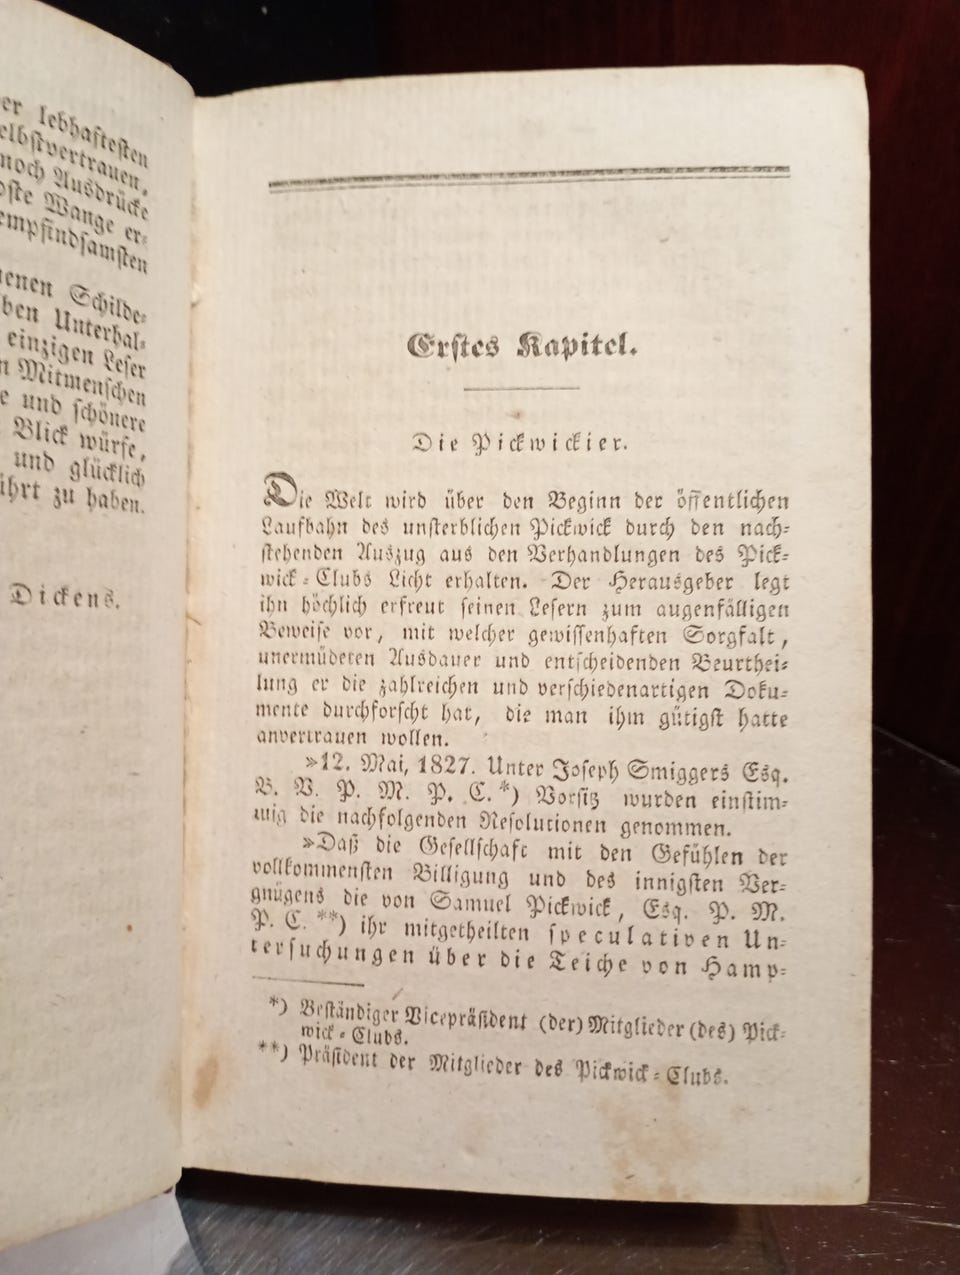 er lebhaftesten
elbstvertrauen,
noch Ausdrücke
Wange er-
empfindsamsten
Schilde-
Unterhal-
einzigen Leser
Mitmenschen
und schönere
Blick würfe,
und glücklich
zu haben.
Dickens.
Erstes Kapitel.
Die Pickwickier.
Die Welt wird über den Beginn der öffentlichen
Laufbahn des unsterblichen Pickwick durch den nach-
stehenden Auszug aus den Verhandlungen des Pick-
wick-Clubs Licht erhalten. Der Herausgeber legt
ihn höchlich erfreut seinen Lesern zum augenfälligen
Beweise vor, mit welcher gewissenhaften Sorgfalt,
unermüdeten Ausdauer und entscheidenden Beurthei-
lung er die zahlreichen und verschiedenartigen Doku-
mente durchforscht hat, die man ihm gütigst hatte
anvertrauen wollen.
»12. Mai, 1827. Unter Joseph Smiggers Esq.
B. V. P. M. P. C.*) Vorsitz wurden einstim-
mig die nachfolgenden Resolutionen genommen.
»Daß die Gesellschaft mit den Gefühlen der
vollkommensten Billigung und des innigsten Ver-
gnügens die von Samuel Pickwick, Esq. P. M.
P. C. **) ihr mitgetheilten speculativen Un-
tersuchungen über die Teiche von Hamp-
*) Beständiger Vicepräsident (der) Mitglieder (des) Pick-
wick-Clubs.
**) Präsident der Mitglieder des Pickwick-Clubs.